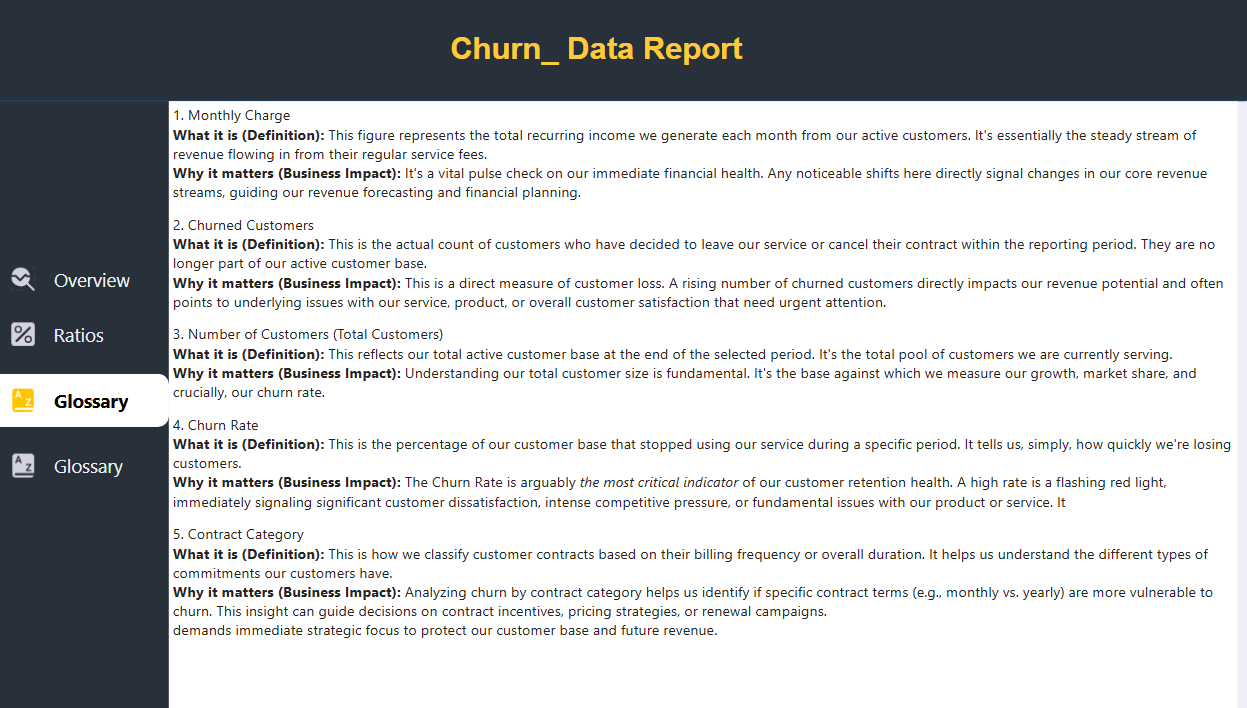 Churn_ Data Report
Overview
Ratios
Glossary
Glossary
1. Monthly Charge
What it is (Definition): This figure represents the total recurring income we generate each month from our active customers. It's essentially the steady stream of
revenue flowing in from their regular service fees.
Why it matters (Business Impact): It's a vital pulse check on our immediate financial health. Any noticeable shifts here directly signal changes in our core revenue
streams, guiding our revenue forecasting and financial planning.
2. Churned Customers
What it is (Definition): This is the actual count of customers who have decided to leave our service or cancel their contract within the reporting period. They are no
longer part of our active customer base.
Why it matters (Business Impact): This is a direct measure of customer loss. A rising number of churned customers directly impacts our revenue potential and often
points to underlying issues with our service, product, or overall customer satisfaction that need urgent attention.
3. Number of Customers (Total Customers)
What it is (Definition): This reflects our total active customer base at the end of the selected period. It's the total pool of customers we are currently serving.
Why it matters (Business Impact): Understanding our total customer size is fundamental. It's the base against which we measure our growth, market share, and
crucially, our churn rate.
4. Churn Rate
What it is (Definition): This is the percentage of our customer base that stopped using our service during a specific period. It tells us, simply, how quickly we're losing
customers.
Why it matters (Business Impact): The Churn Rate is arguably the most critical indicator of our customer retention health. A high rate is a flashing red light,
immediately signaling significant customer dissatisfaction, intense competitive pressure, or fundamental issues with our product or service. It
5. Contract Category
What it is (Definition): This is how we classify customer contracts based on their billing frequency or overall duration. It helps us understand the different types of
commitments our customers have.
Why it matters (Business Impact): Analyzing churn by contract category helps us identify if specific contract terms (e.g., monthly vs. yearly) are more vulnerable to
churn. This insight can guide decisions on contract incentives, pricing strategies, or renewal campaigns.
demands immediate strategic focus to protect our customer base and future revenue.